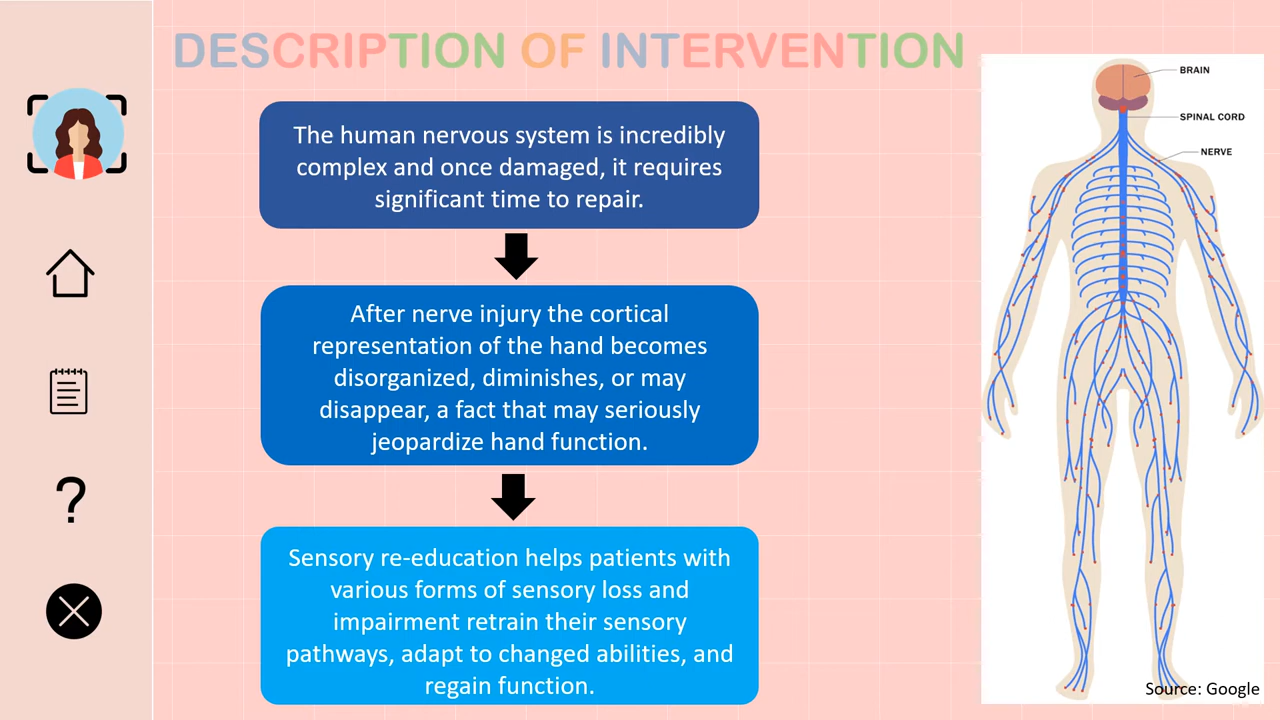 DESCRIPTION OF INTERVENTION
The human nervous system is incredibly
complex and once damaged, it requires
significant time to repair.
After nerve injury the cortical
representation of the hand becomes
disorganized, diminishes, or may
disappear, a fact that may seriously
jeopardize hand function.
Sensory re-education helps patients with
various forms of sensory loss and
impairment retrain their sensory
pathways, adapt to changed abilities, and
regain function.
?
BRAIN
SPINAL CORD
NERVE
Source: Google